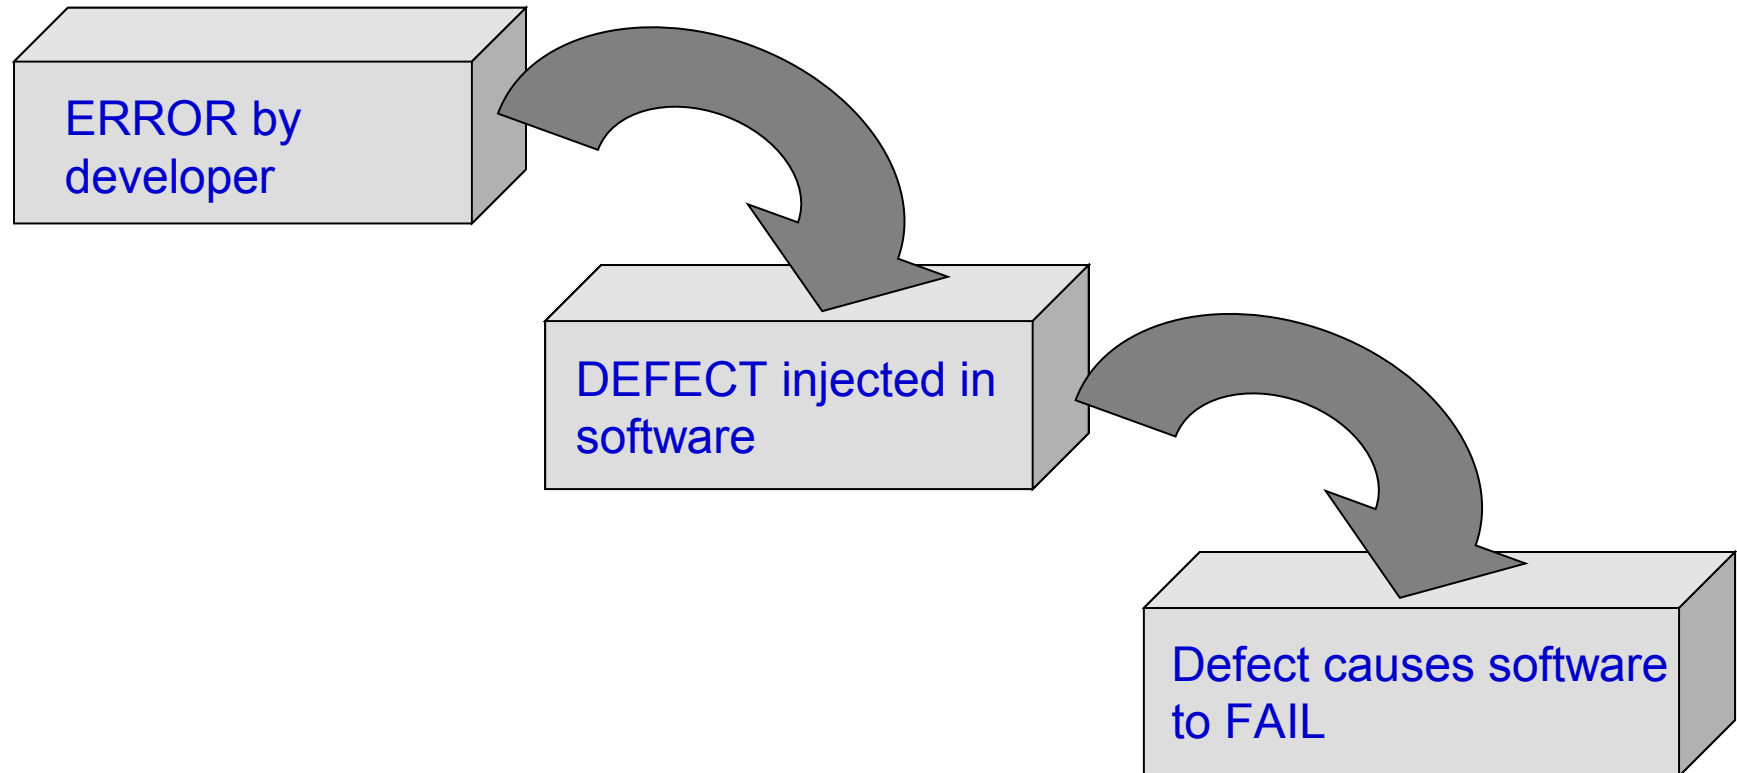 ERROR by
developer
DEFECT injected in
software
Defect causes software
to FAIL